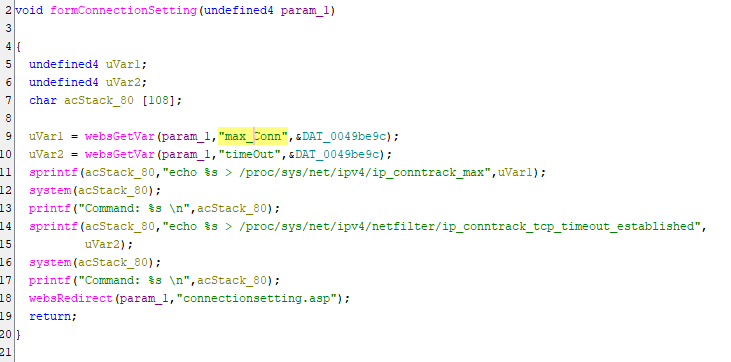 2 void formConnectionSetting(undefined4 param_1)
3
4 {
5   undefined4 uVar1;
6   undefined4 uVar2;
7   char acStack_80 [108];
8
9   uVar1 = websGetVar(param_1,"max_Conn",&DAT_0049be9c);
10   uVar2 = websGetVar(param_1,"timeOut",&DAT_0049be9c);
11   sprintf(acStack_80,"echo %s > /proc/sys/net/ipv4/ip_conntrack_max",uVar1);
12   system(acStack_80);
13   printf("Command: %s \n",acStack_80);
14   sprintf(acStack_80,"echo %s > /proc/sys/net/ipv4/netfilter/ip_conntrack_tcp_timeout_established",
15           uVar2);
16   system(acStack_80);
17   printf("Command: %s \n",acStack_80);
18   websRedirect(param_1,"connectionsetting.asp");
19   return;
20 }
21